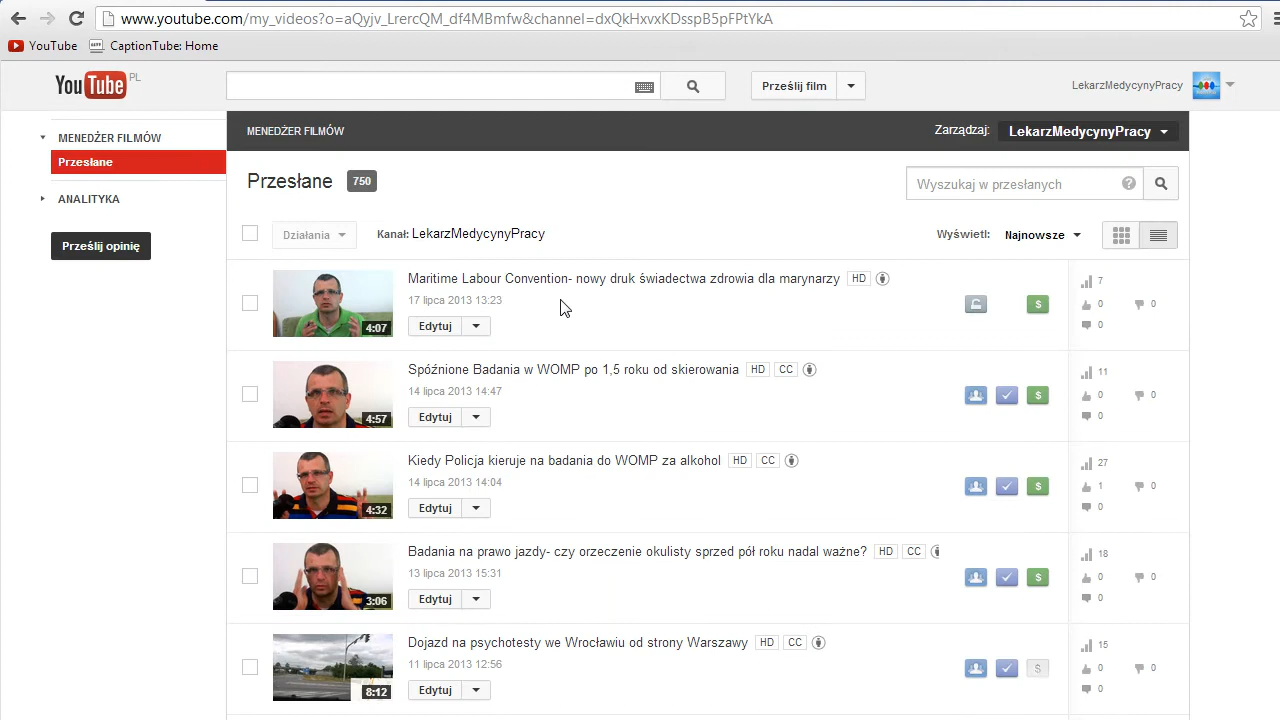 www.youtube.com/my_videos?o=aQyjv_LrercQM_df4MBmfw&channel=dxQkHxvxKDsspB5pFPtYkA
YouTube CaptionTube: Home
YouTube PL Prześlij film LekarzMedycynyPracy
MENEDŻER FILMÓW
Przesłane
ANALITYKA
Prześlij opinię
MENEDŻER FILMÓW Zarządzaj: LekarzMedycynyPracy
Przesłane 750 Wyszukaj w przesłanych ?
Działania Kanał: LekarzMedycynyPracy Wyświetl: Najnowsze
Maritime Labour Convention- nowy druk świadectwa zdrowia dla marynarzy HD
17 lipca 2013 13:23
4:07 Edytuj $ 7 0 0 0
Spóźnione Badania w WOMP po 1,5 roku od skierowania HD CC
14 lipca 2013 14:47
4:57 Edytuj $ 11 0 0 0
Kiedy Policja kieruje na badania do WOMP za alkohol HD CC
14 lipca 2013 14:04
4:32 Edytuj $ 27 1 0 0
Badania na prawo jazdy- czy orzeczenie okulisty sprzed pół roku nadal ważne? HD CC
13 lipca 2013 15:31
3:06 Edytuj $ 18 0 0 0
Dojazd na psychotesty we Wrocławiu od strony Warszawy HD CC
11 lipca 2013 12:56
8:12 Edytuj $ 15 0 0 0